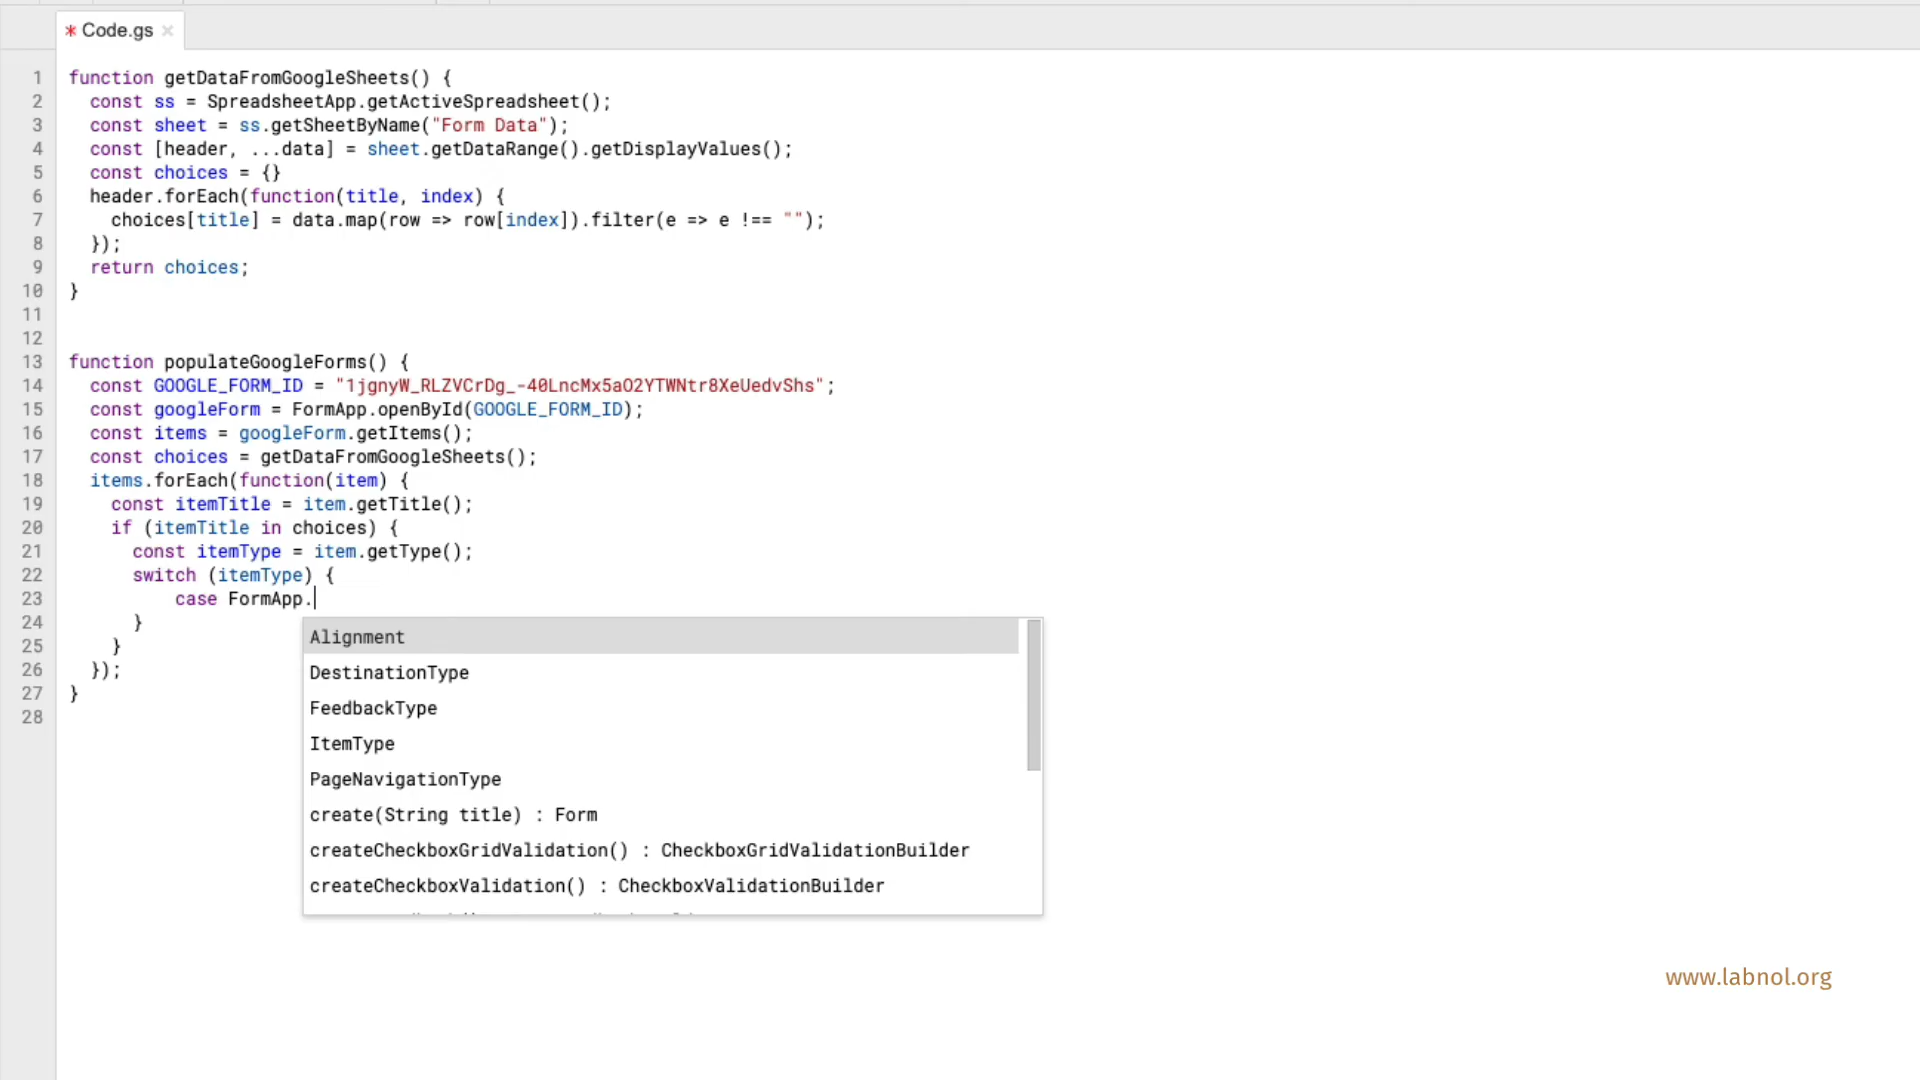 * Code.gs ×
1 function getDataFromGoogleSheets() {
2 const ss = SpreadsheetApp.getActiveSpreadsheet();
3 const sheet = ss.getSheetByName("Form Data");
4 const [header, ...data] = sheet.getDataRange().getDisplayValues();
5 const choices = {}
6 header.forEach(function(title, index) {
7 choices[title] = data.map(row => row[index]).filter(e => e !== "");
8 });
9 return choices;
10 }
11
12
13 function populateGoogleForms() {
14 const GOOGLE_FORM_ID = "1jgnyW_RLZVCrDg_-40LncMx5aO2YTWNtr8XeUedvShs";
15 const googleForm = FormApp.openById(GOOGLE_FORM_ID);
16 const items = googleForm.getItems();
17 const choices = getDataFromGoogleSheets();
18 items.forEach(function(item) {
19 const itemTitle = item.getTitle();
20 if (itemTitle in choices) {
21 const itemType = item.getType();
22 switch (itemType) {
23 case FormApp.
24 }
25 }
26 });
27 }
28
Alignment
DestinationType
FeedbackType
ItemType
PageNavigationType
create(String title) : Form
createCheckboxGridValidation() : CheckboxGridValidationBuilder
createCheckboxValidation() : CheckboxValidationBuilder
www.labnol.org